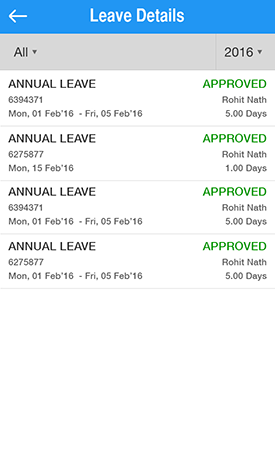 Leave Details
All 2016
ANNUAL LEAVE APPROVED
6394371 Rohit Nath
Mon, 01 Feb'16 - Fri, 05 Feb'16 5.00 Days
ANNUAL LEAVE APPROVED
6275877 Rohit Nath
Mon, 15 Feb'16 1.00 Days
ANNUAL LEAVE APPROVED
6394371 Rohit Nath
Mon, 01 Feb'16 - Fri, 05 Feb'16 5.00 Days
ANNUAL LEAVE APPROVED
6275877 Rohit Nath
Mon, 01 Feb'16 - Fri, 05 Feb'16 5.00 Days